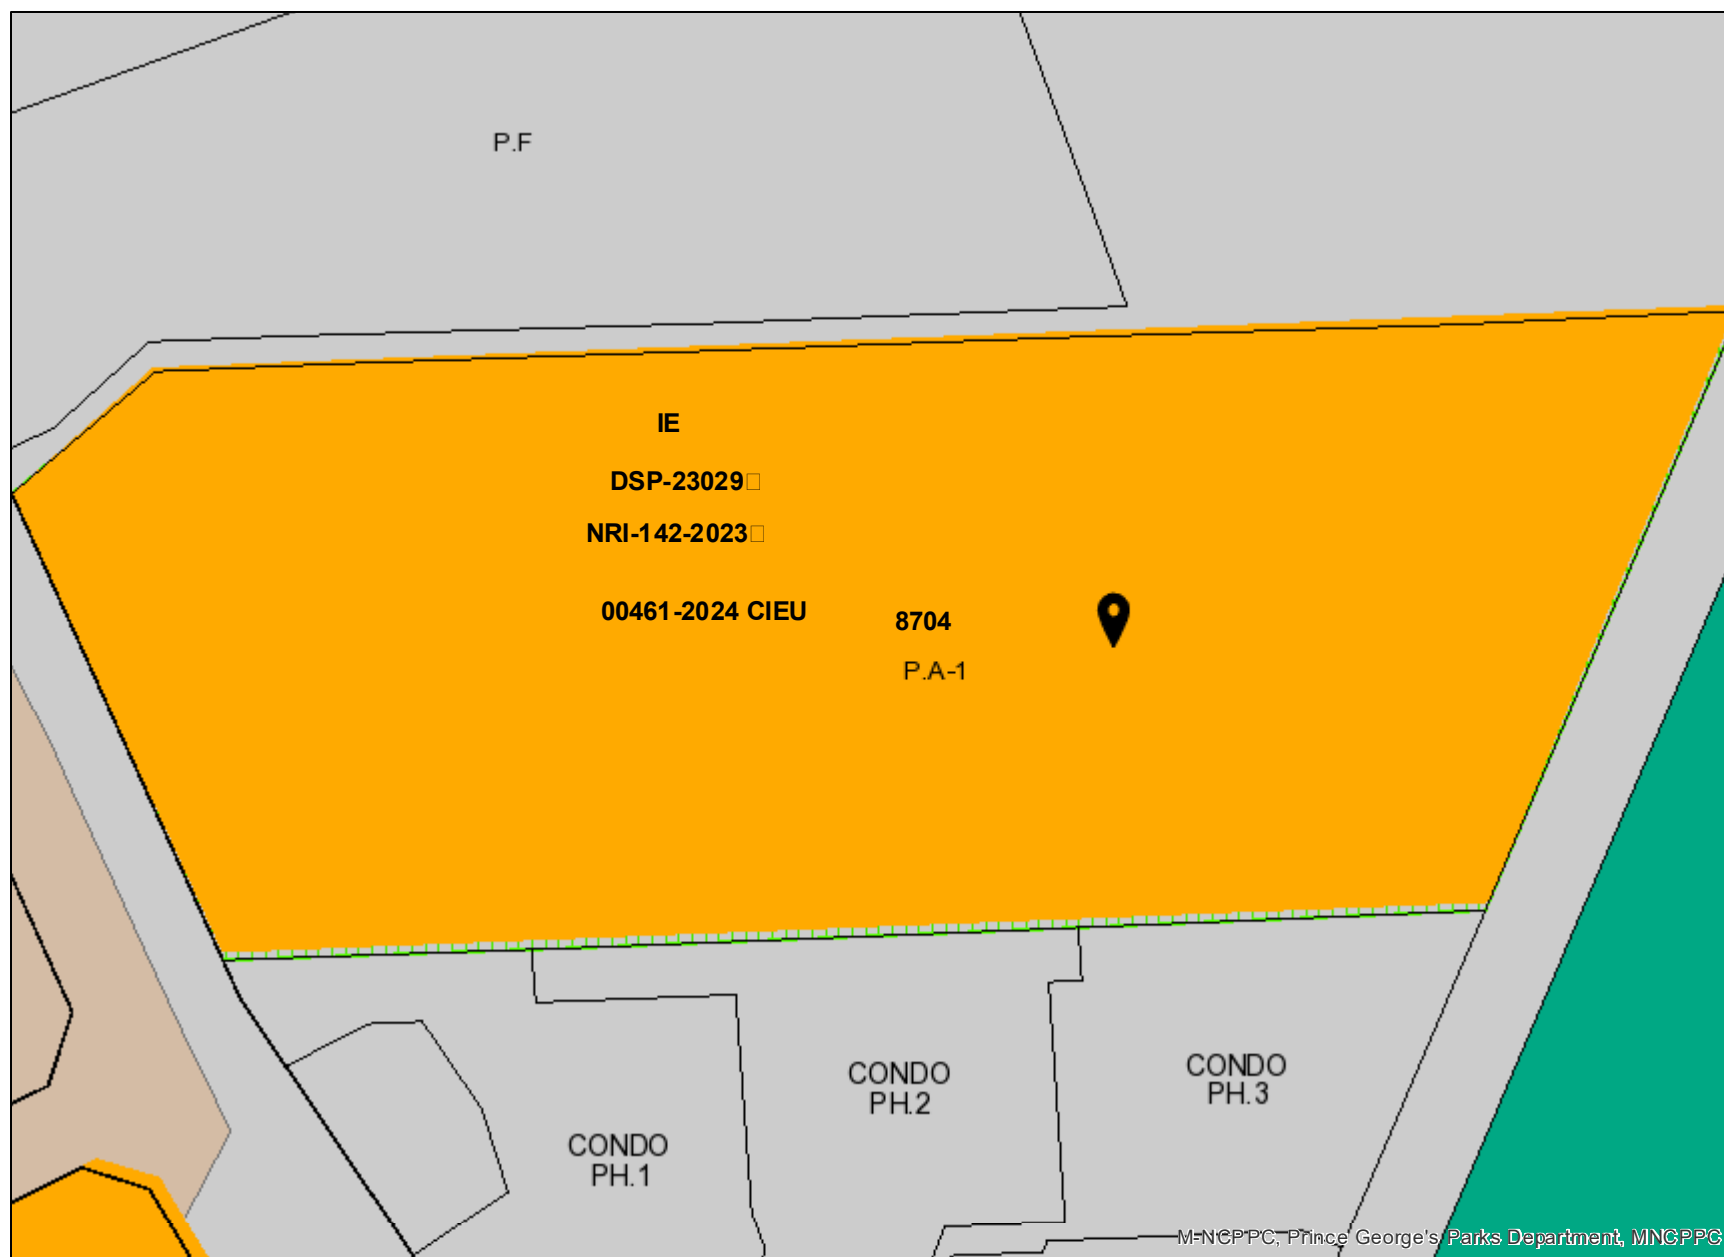 P.F
IE
DSP-23029
NRI-142-2023
00461-2024 CIEU
8704
P.A-1
CONDO
PH.1
CONDO
PH.2
CONDO
PH.3
M-NCPPC, Prince George's Parks Department, MNCPPC